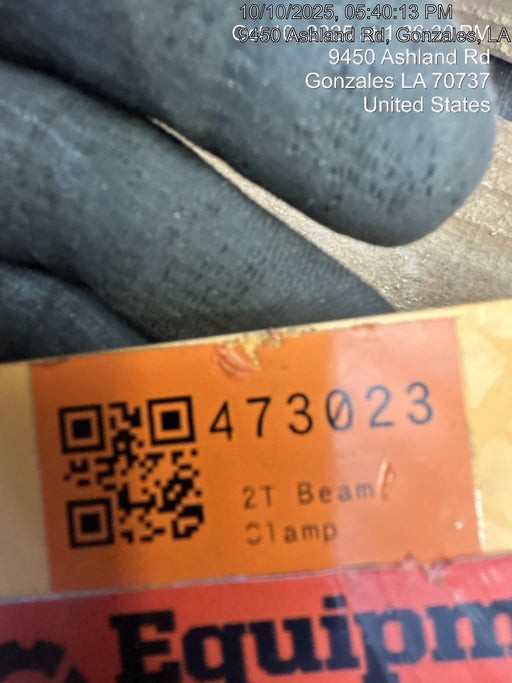 10/10/2025, 05:40:13 PM
9450 Ashland Rd, Gonzales, LA
9450 Ashland Rd
Gonzales LA 70737
United States
473023
2T Beam
Clamp
Equipm